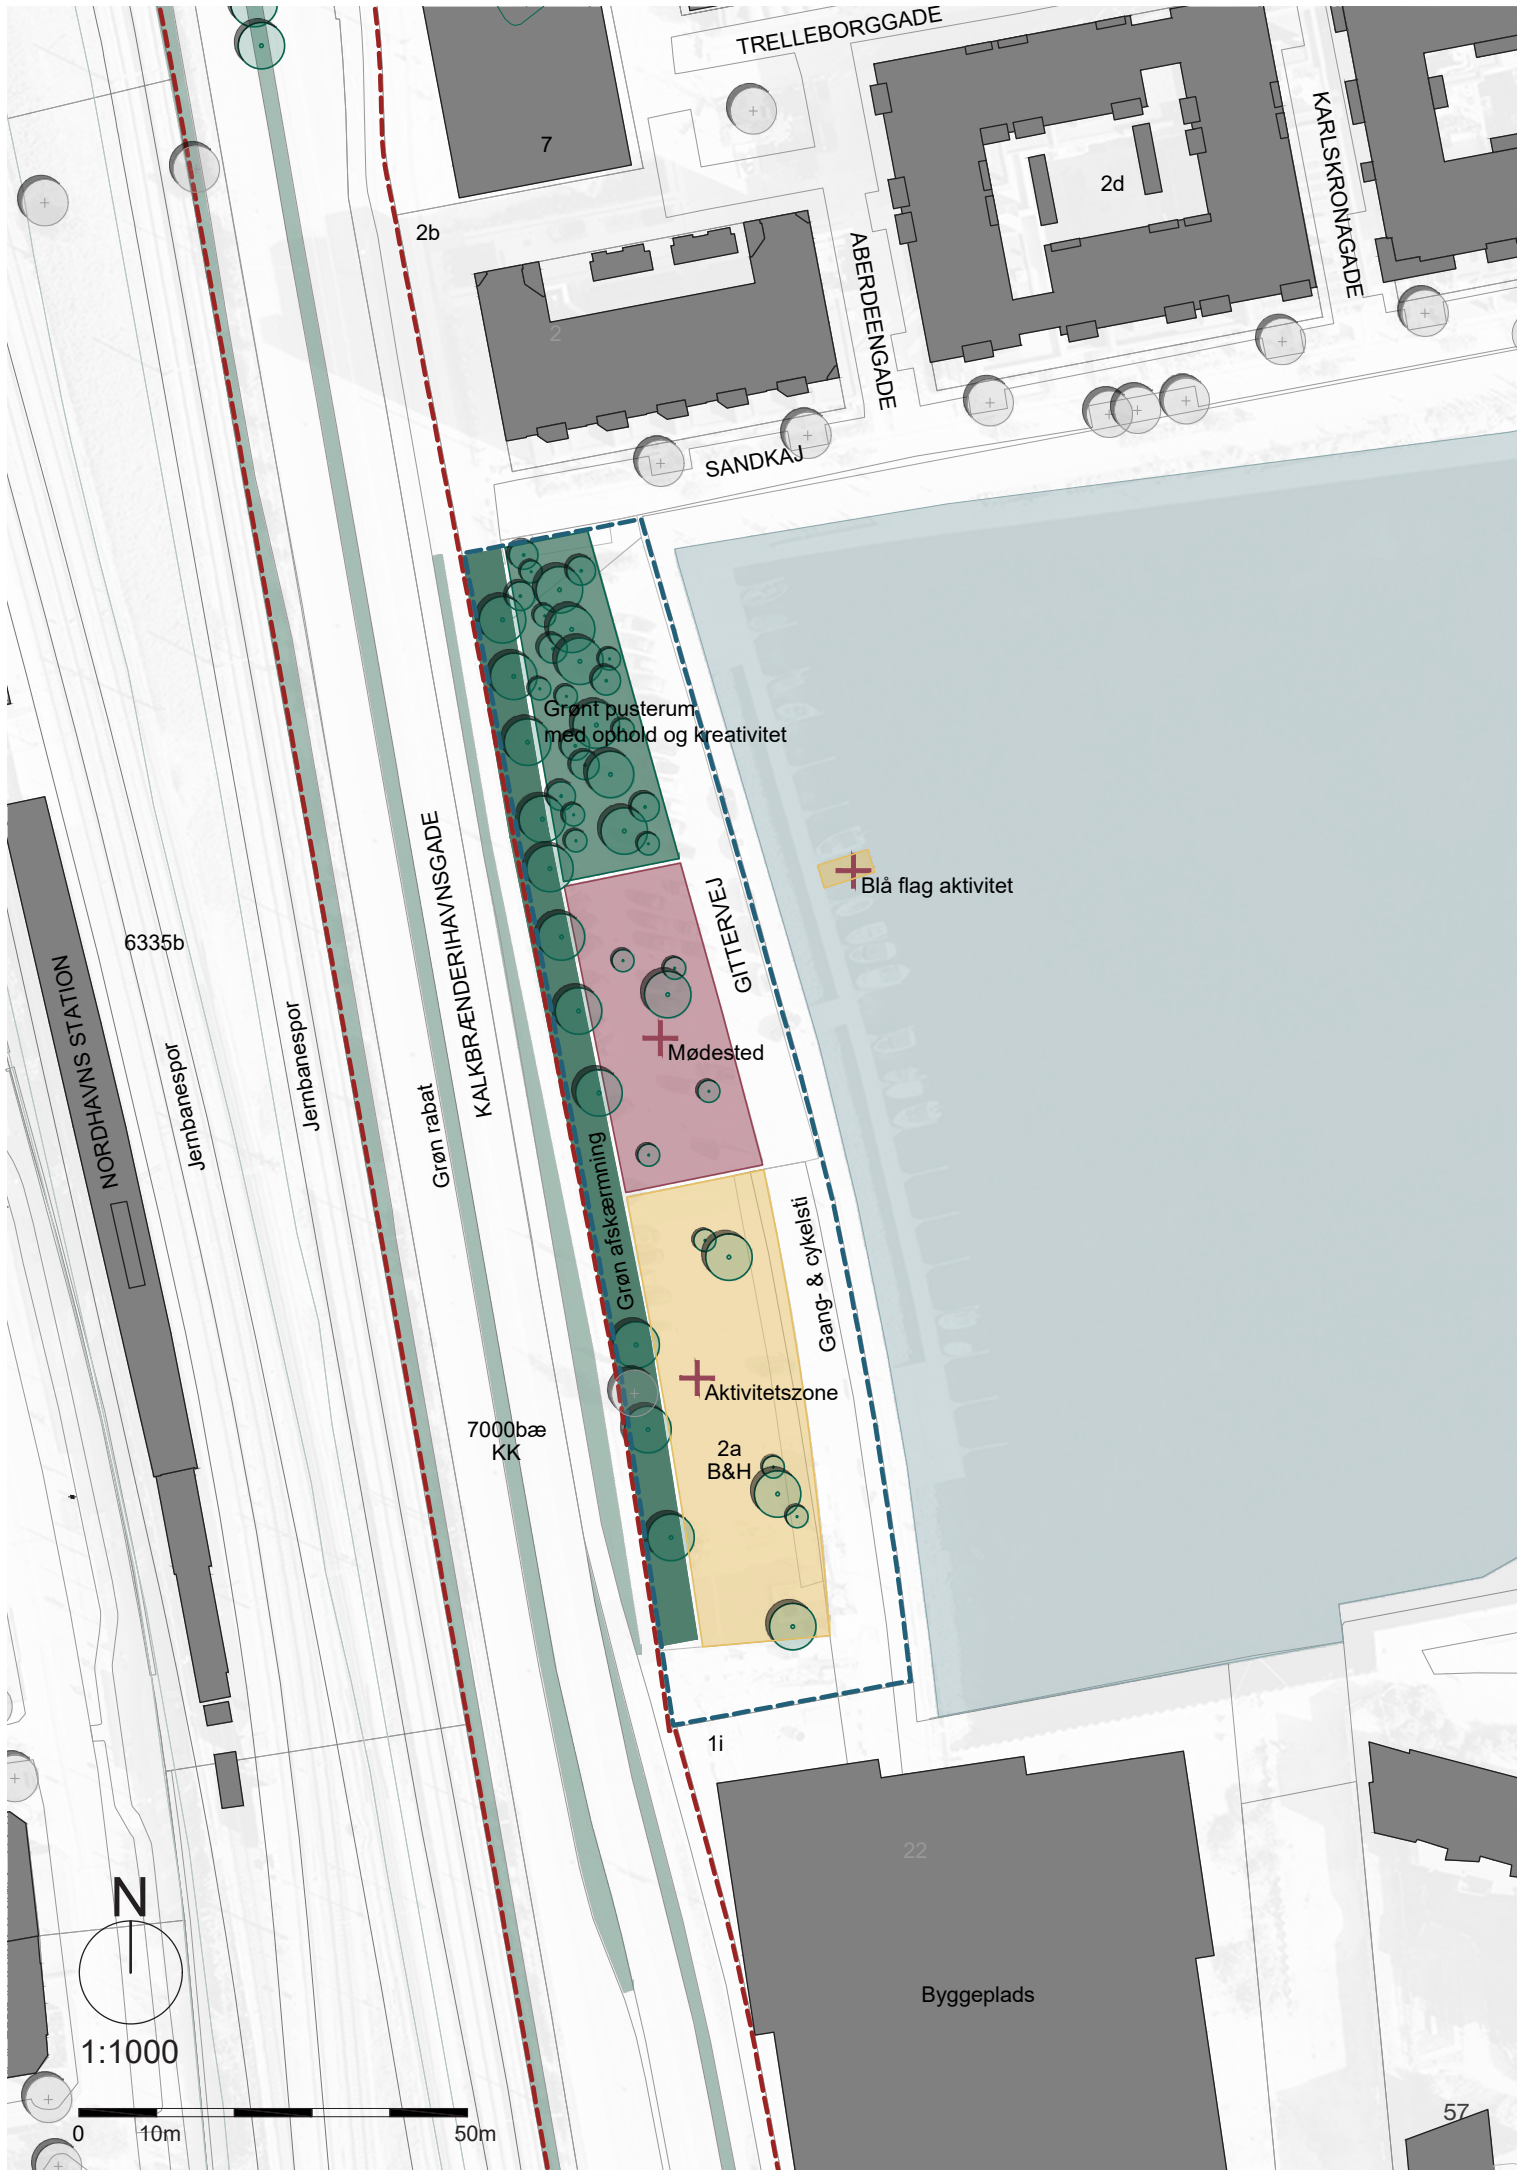 TRELLEBORGGADE
7
2d
KARLSKRONAGADE
2b
ABERDEENGADE
2
SANDKAJ
Grønt pusterum
med ophold og kreativitet
Blå flag aktivitet
GITTERVEJ
KALKBRÆNDERIHAVNSGADE
6335b
NORDHAVNS STATION
Jernbanespor
Jernbanespor
Grøn rabat
Mødested
Grøn afskærmning
Gang- & cykelsti
Aktivitetszone
7000bæ
KK
2a
B&H
1i
22
N
Byggeplads
1:1000
0 10m 50m
57